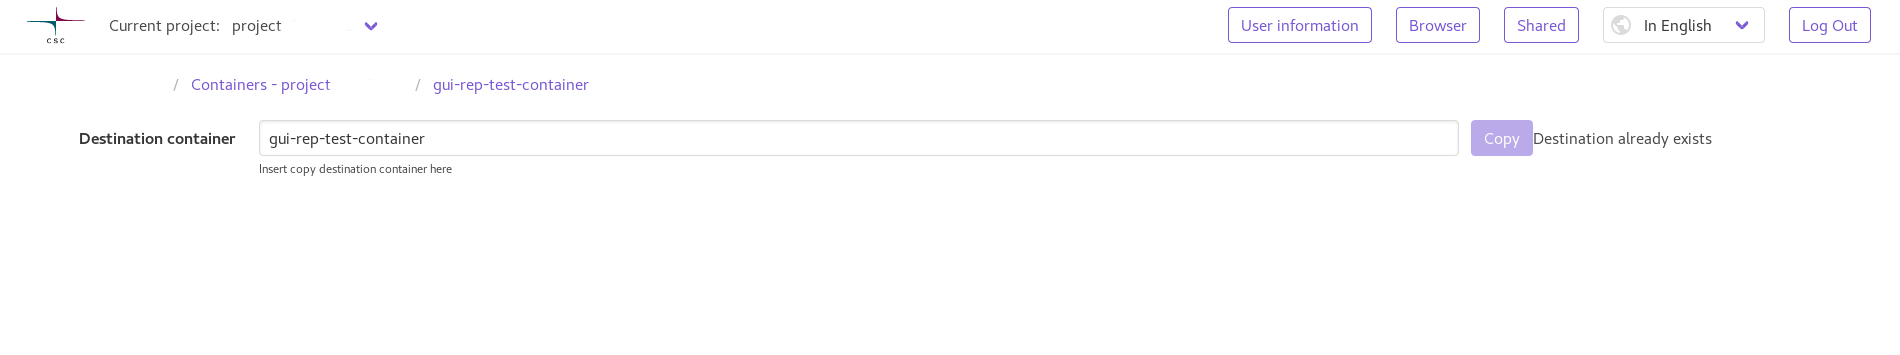 csc Current project: project User information Browser Shared In English Log Out
/ Containers - project / gui-rep-test-container
Destination container gui-rep-test-container Copy Destination already exists
Insert copy destination container here